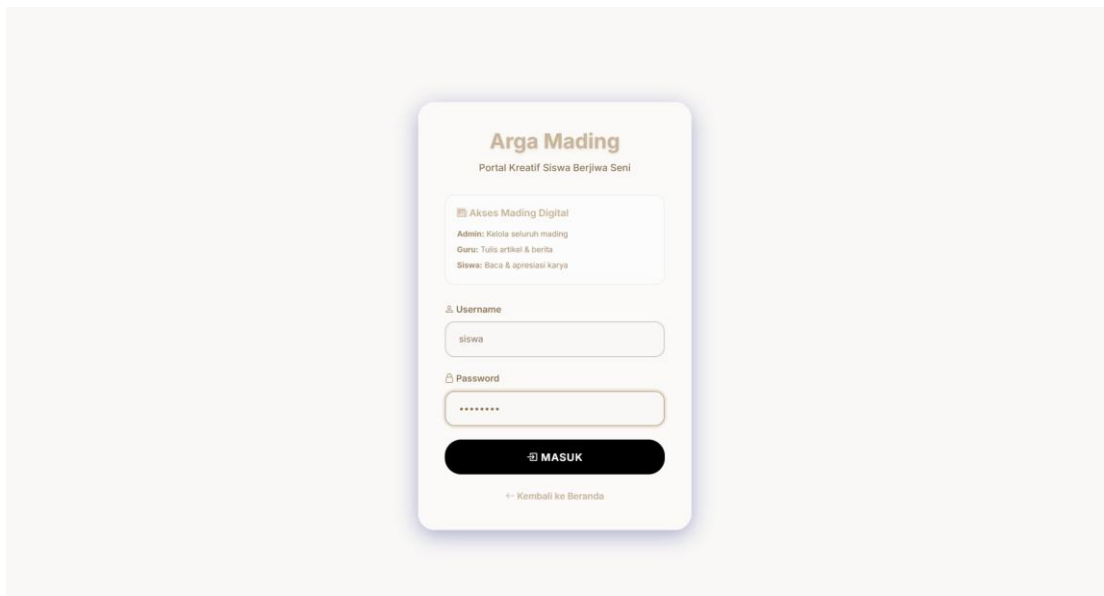 Arga Mading
Portal Kreatif Siswa Berjiwa Seni
Akses Mading Digital
Admin: Kelola seluruh mading
Guru: Tulis artikel & berita
Siswa: Baca & apresiasi karya
Username
siswa
Password
••••••••
MASUK
← Kembali ke Beranda